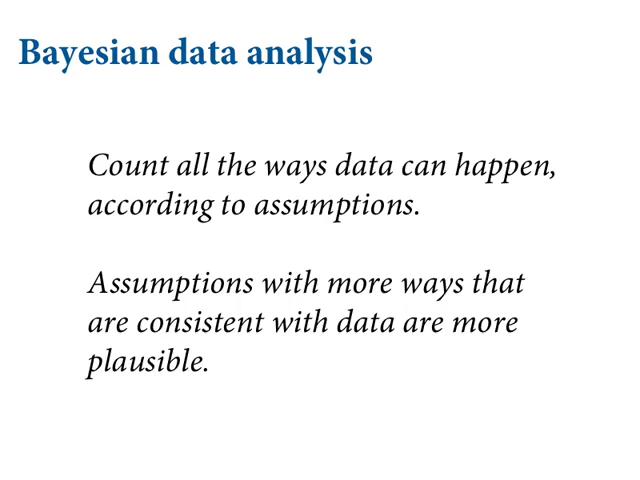 Bayesian data analysis
Count all the ways data can happen,
according to assumptions.
Assumptions with more ways that
are consistent with data are more
plausible.